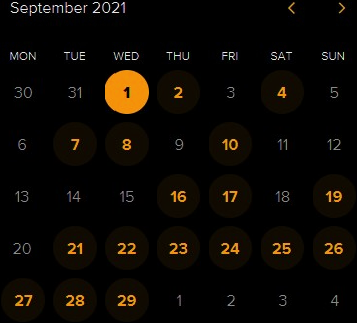 September 2021
MON TUE WED THU FRI SAT SUN
30 31 1 2 3 4 5
6 7 8 9 10 11 12
13 14 15 16 17 18 19
20 21 22 23 24 25 26
27 28 29 1 2 3 4